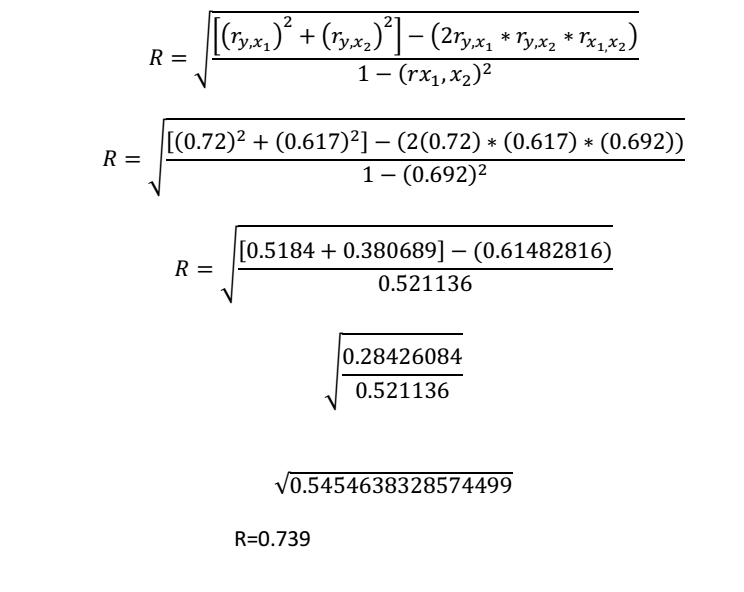 R = √([(r_{y,x_1})^2 + (r_{y,x_2})^2] − (2r_{y,x_1} * r_{y,x_2} * r_{x_1,x_2}) / 1 − (rx_1, x_2)^2)
R = √([(0.72)^2 + (0.617)^2] − (2(0.72) * (0.617) * (0.692)) / 1 − (0.692)^2)
R = √([0.5184 + 0.380689] − (0.61482816) / 0.521136)
√(0.28426084 / 0.521136)
√0.5454638328574499
R=0.739